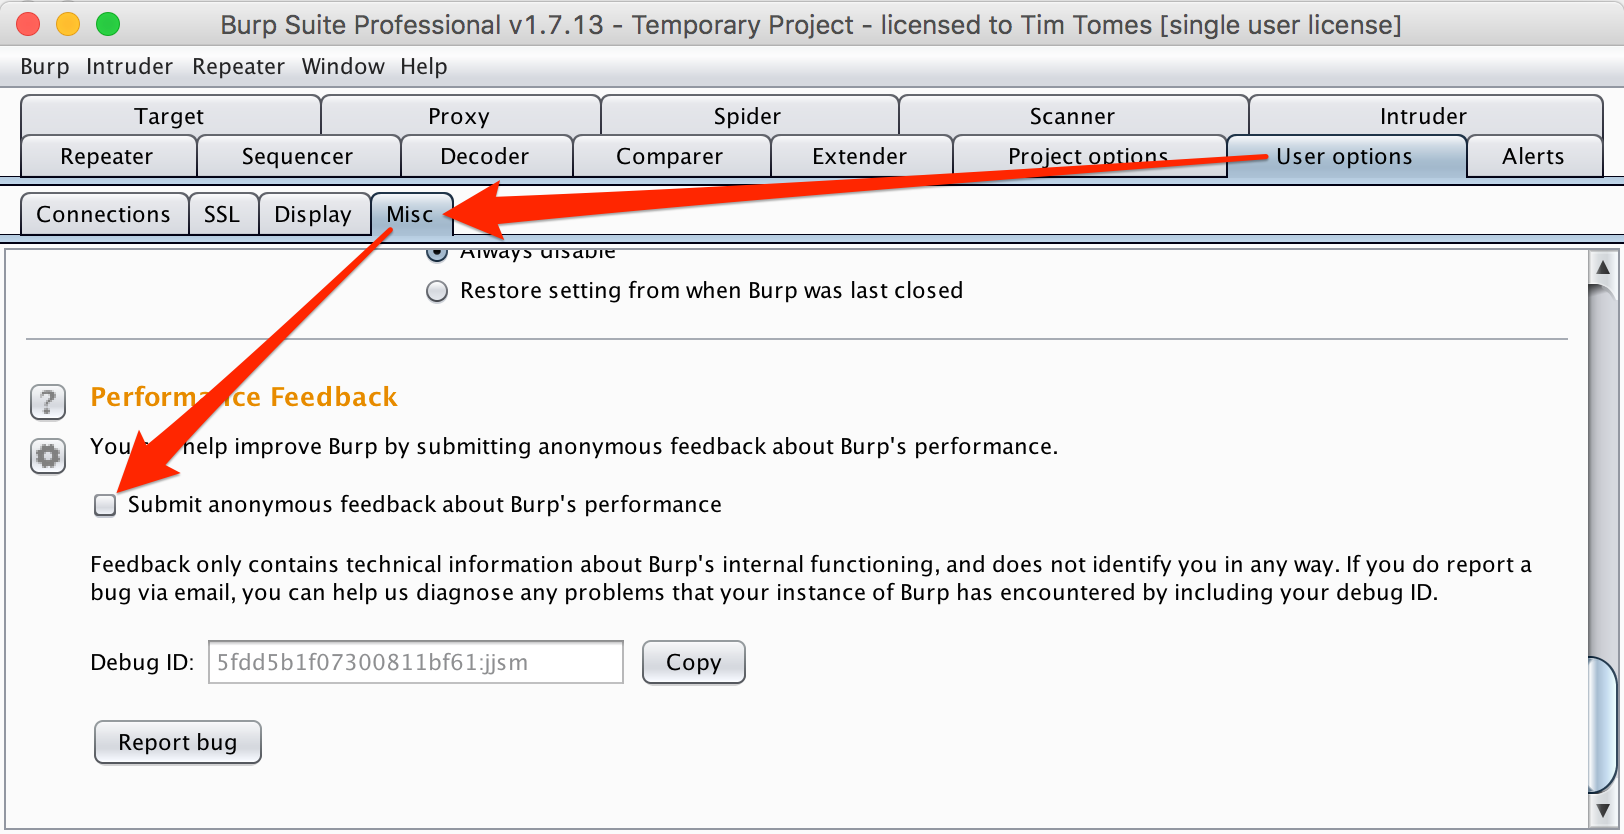 Burp Suite Professional v1.7.13 - Temporary Project - licensed to Tim Tomes [single user license]
Burp Intruder Repeater Window Help
Target Proxy Spider Scanner Intruder
Repeater Sequencer Decoder Comparer Extender Project options User options Alerts
Connections SSL Display Misc
Always disable
Restore setting from when Burp was last closed
? Performance Feedback
You help improve Burp by submitting anonymous feedback about Burp's performance.
Submit anonymous feedback about Burp's performance
Feedback only contains technical information about Burp's internal functioning, and does not identify you in any way. If you do report a
bug via email, you can help us diagnose any problems that your instance of Burp has encountered by including your debug ID.
Debug ID: 5fdd5b1f07300811bf61:jjsm Copy
Report bug